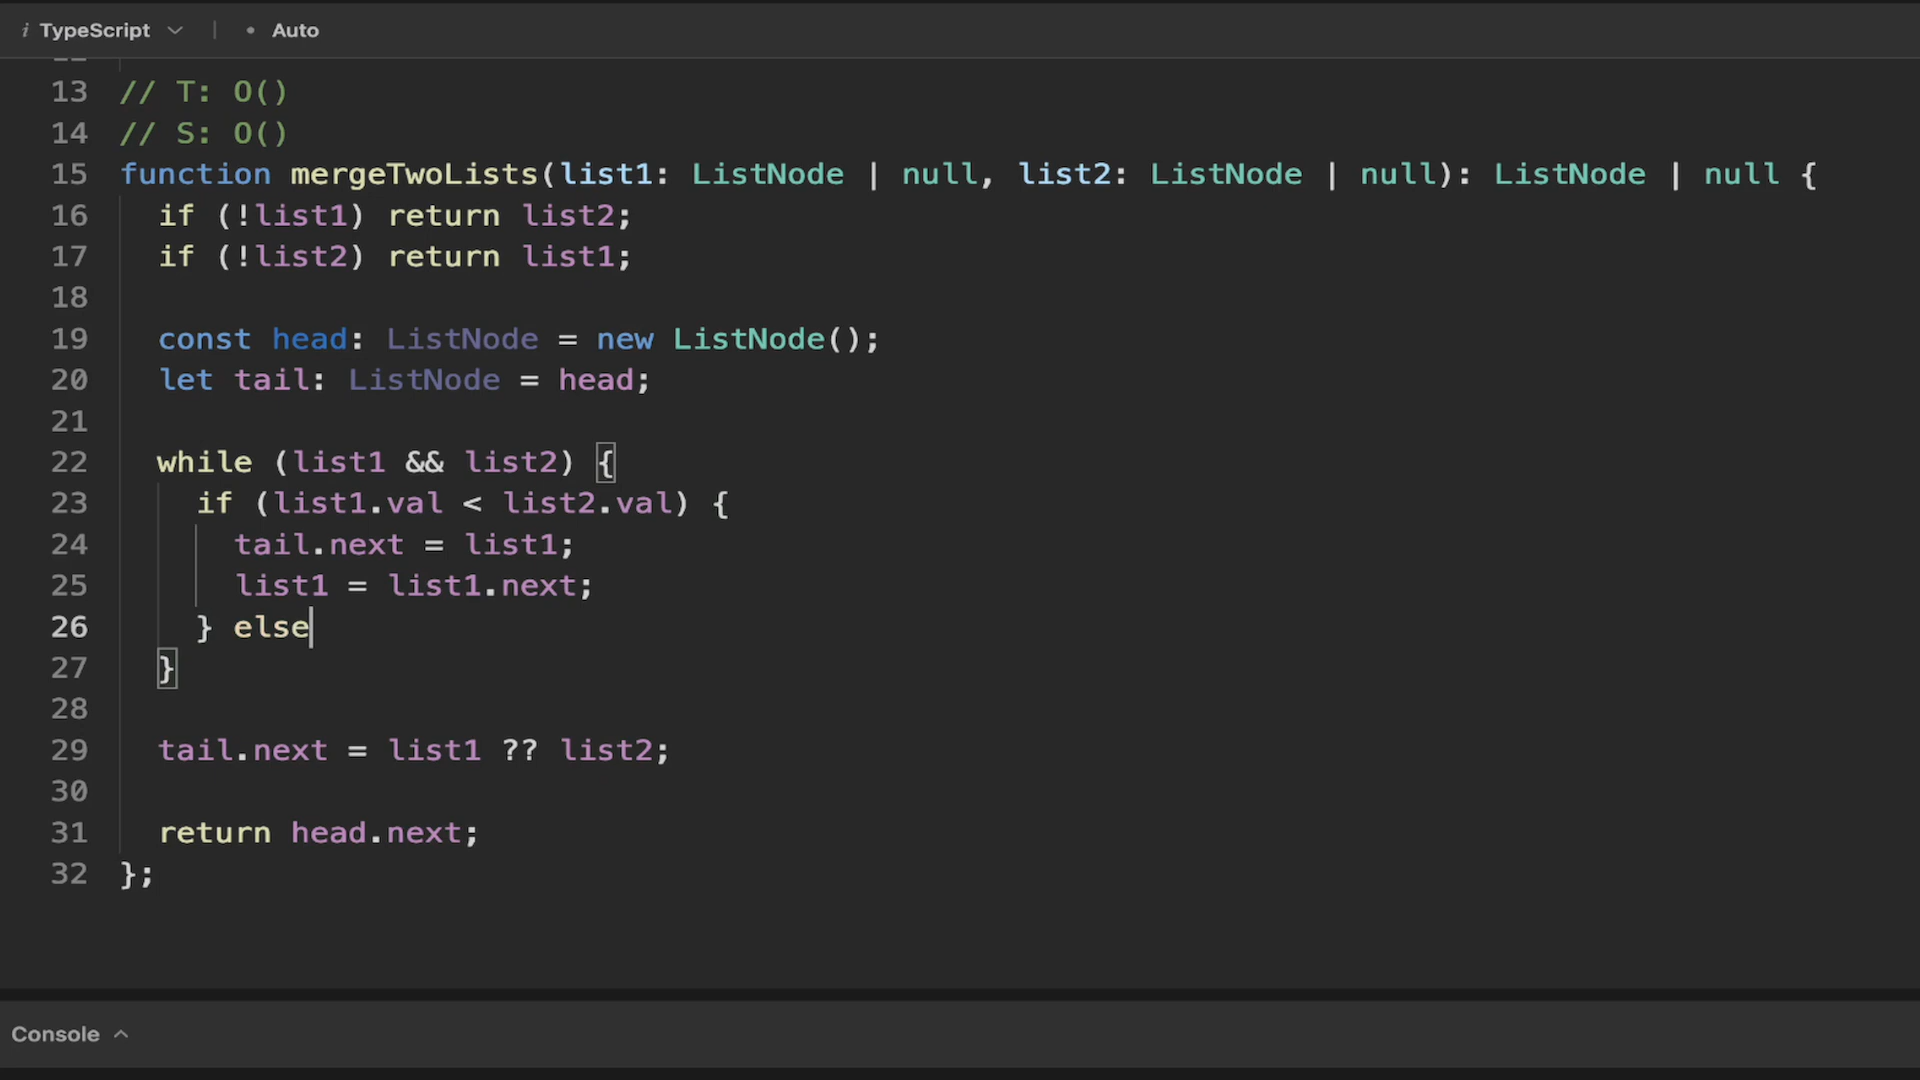 i TypeScript | • Auto
13 // T: O()
14 // S: O()
15 function mergeTwoLists(list1: ListNode | null, list2: ListNode | null): ListNode | null {
16 if (!list1) return list2;
17 if (!list2) return list1;
18
19 const head: ListNode = new ListNode();
20 let tail: ListNode = head;
21
22 while (list1 && list2) {
23 if (list1.val < list2.val) {
24 tail.next = list1;
25 list1 = list1.next;
26 } else
27 }
28
29 tail.next = list1 ?? list2;
30
31 return head.next;
32 };
Console